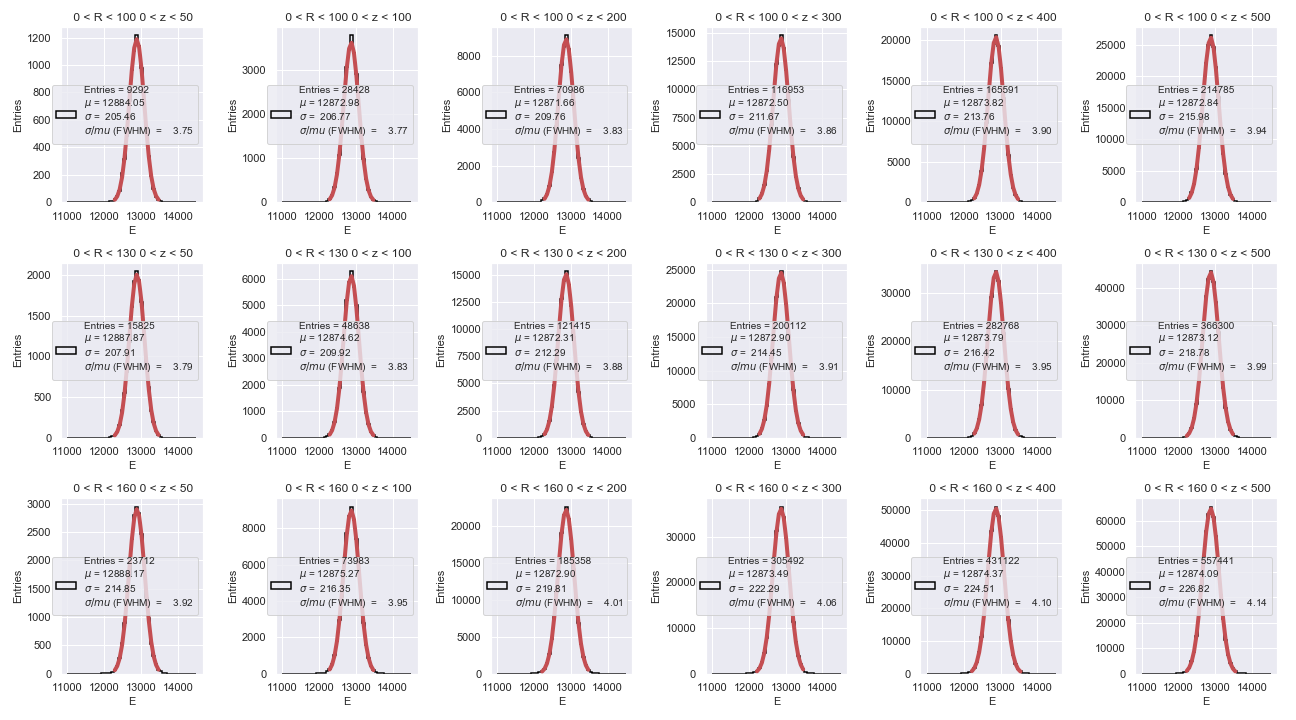 0 < R < 100 0 < z < 50
Entries
1200
1000
800
600
400
200
0
Entries = 9292
μ = 12884.05
σ = 205.46
σ/mu (FWHM) = 3.75
11000 12000 13000 14000
E
0 < R < 100 0 < z < 100
Entries
3000
2000
1000
0
Entries = 28428
μ = 12872.98
σ = 206.77
σ/mu (FWHM) = 3.77
11000 12000 13000 14000
E
0 < R < 100 0 < z < 200
Entries
8000
6000
4000
2000
0
Entries = 70986
μ = 12871.66
σ = 209.76
σ/mu (FWHM) = 3.83
11000 12000 13000 14000
E
0 < R < 100 0 < z < 300
Entries
15000
12500
10000
7500
5000
2500
0
Entries = 116953
μ = 12872.50
σ = 211.67
σ/mu (FWHM) = 3.86
11000 12000 13000 14000
E
0 < R < 100 0 < z < 400
Entries
20000
15000
10000
5000
0
Entries = 165591
μ = 12873.82
σ = 213.76
σ/mu (FWHM) = 3.90
11000 12000 13000 14000
E
0 < R < 100 0 < z < 500
Entries
25000
20000
15000
10000
5000
0
Entries = 214785
μ = 12872.84
σ = 215.98
σ/mu (FWHM) = 3.94
11000 12000 13000 14000
E
0 < R < 130 0 < z < 50
Entries
2000
1500
1000
500
0
Entries = 15825
μ = 12887.87
σ = 207.91
σ/mu (FWHM) = 3.79
11000 12000 13000 14000
E
0 < R < 130 0 < z < 100
Entries
6000
5000
4000
3000
2000
1000
0
Entries = 48638
μ = 12874.62
σ = 209.92
σ/mu (FWHM) = 3.83
11000 12000 13000 14000
E
0 < R < 130 0 < z < 200
Entries
15000
12500
10000
7500
5000
2500
0
Entries = 121415
μ = 12872.31
σ = 212.29
σ/mu (FWHM) = 3.88
11000 12000 13000 14000
E
0 < R < 130 0 < z < 300
Entries
25000
20000
15000
10000
5000
0
Entries = 200112
μ = 12872.90
σ = 214.45
σ/mu (FWHM) = 3.91
11000 12000 13000 14000
E
0 < R < 130 0 < z < 400
Entries
30000
20000
10000
0
Entries = 282768
μ = 12873.79
σ = 216.42
σ/mu (FWHM) = 3.95
11000 12000 13000 14000
E
0 < R < 130 0 < z < 500
Entries
40000
30000
20000
10000
0
Entries = 366300
μ = 12873.12
σ = 218.78
σ/mu (FWHM) = 3.99
11000 12000 13000 14000
E
0 < R < 160 0 < z < 50
Entries
3000
2500
2000
1500
1000
500
0
Entries = 23712
μ = 12888.17
σ = 214.85
σ/mu (FWHM) = 3.92
11000 12000 13000 14000
E
0 < R < 160 0 < z < 100
Entries
8000
6000
4000
2000
0
Entries = 73983
μ = 12875.27
σ = 216.35
σ/mu (FWHM) = 3.95
11000 12000 13000 14000
E
0 < R < 160 0 < z < 200
Entries
20000
15000
10000
5000
0
Entries = 185358
μ = 12872.90
σ = 219.81
σ/mu (FWHM) = 4.01
11000 12000 13000 14000
E
0 < R < 160 0 < z < 300
Entries
30000
20000
10000
0
Entries = 305492
μ = 12873.49
σ = 222.29
σ/mu (FWHM) = 4.06
11000 12000 13000 14000
E
0 < R < 160 0 < z < 400
Entries
50000
40000
30000
20000
10000
0
Entries = 431122
μ = 12874.37
σ = 224.51
σ/mu (FWHM) = 4.10
11000 12000 13000 14000
E
0 < R < 160 0 < z < 500
Entries
60000
50000
40000
30000
20000
10000
0
Entries = 557441
μ = 12874.09
σ = 226.82
σ/mu (FWHM) = 4.14
11000 12000 13000 14000
E